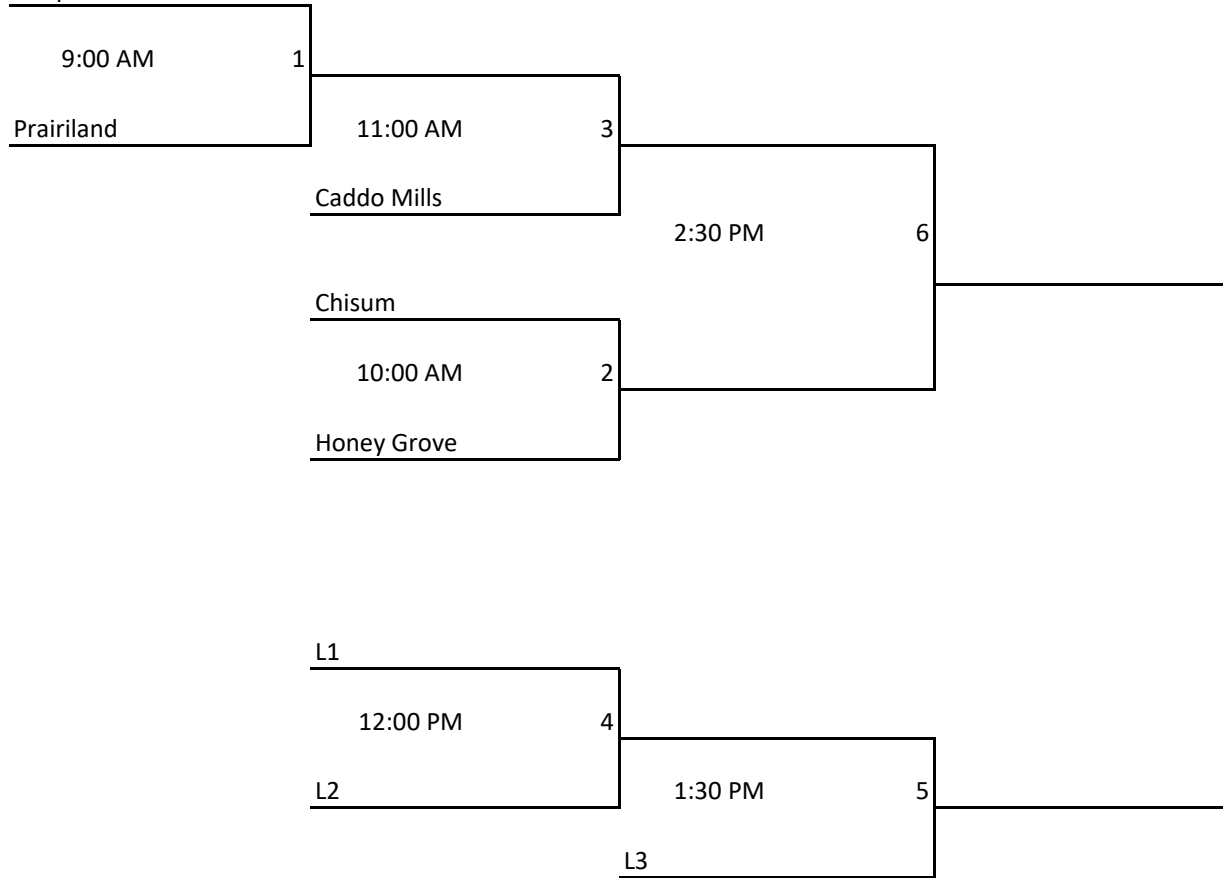 9:00 AM 1
Prairiland
11:00 AM 3
Caddo Mills
2:30 PM 6
Chisum
10:00 AM 2
Honey Grove
L1
12:00 PM 4
L2
1:30 PM 5
L3